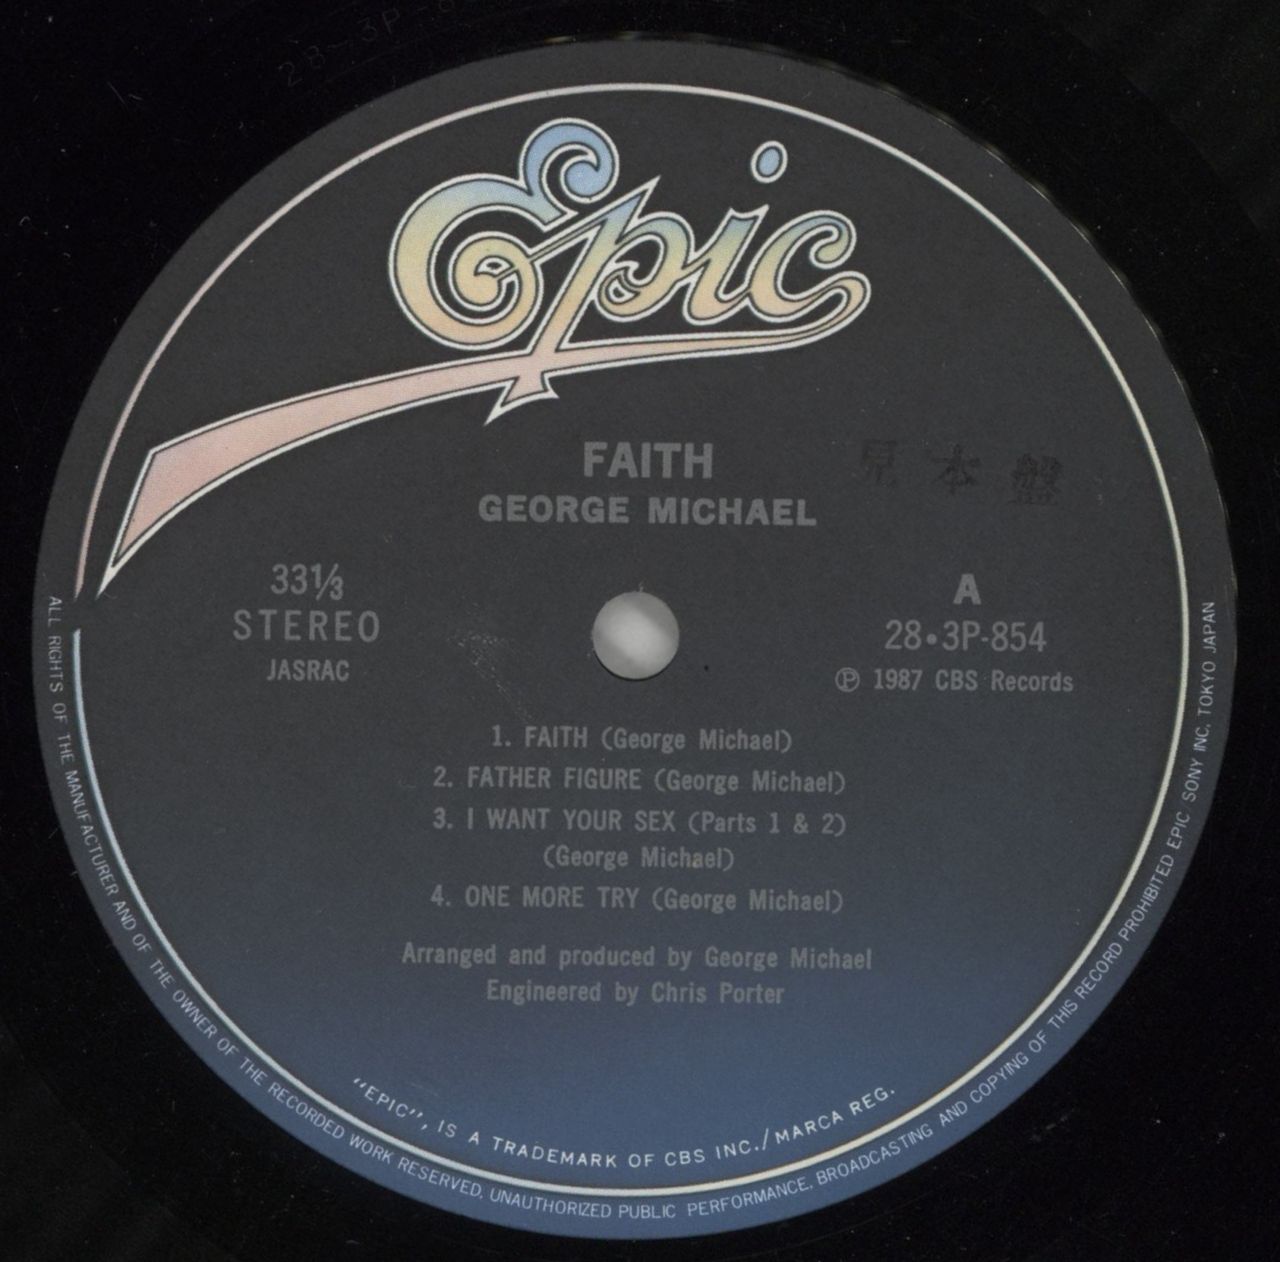 28-3P-8
Epic
FAITH
GEORGE MICHAEL
見本盤
33⅓
STEREO
JASRAC
A
28•3P-854
Ⓟ 1987 CBS Records
1. FAITH (George Michael)
2. FATHER FIGURE (George Michael)
3. I WANT YOUR SEX (Parts 1 & 2)
(George Michael)
4. ONE MORE TRY (George Michael)
Arranged and produced by George Michael
Engineered by Chris Porter
"EPIC", IS A TRADEMARK OF CBS INC./MARCA REG.
ALL RIGHTS OF THE MANUFACTURER AND OF THE OWNER OF THE RECORDED WORK RESERVED, UNAUTHORIZED PUBLIC PERFORMANCE, BROADCASTING AND COPYING OF THIS RECORD PROHIBITED EPIC SONY INC. TOKYO JAPAN